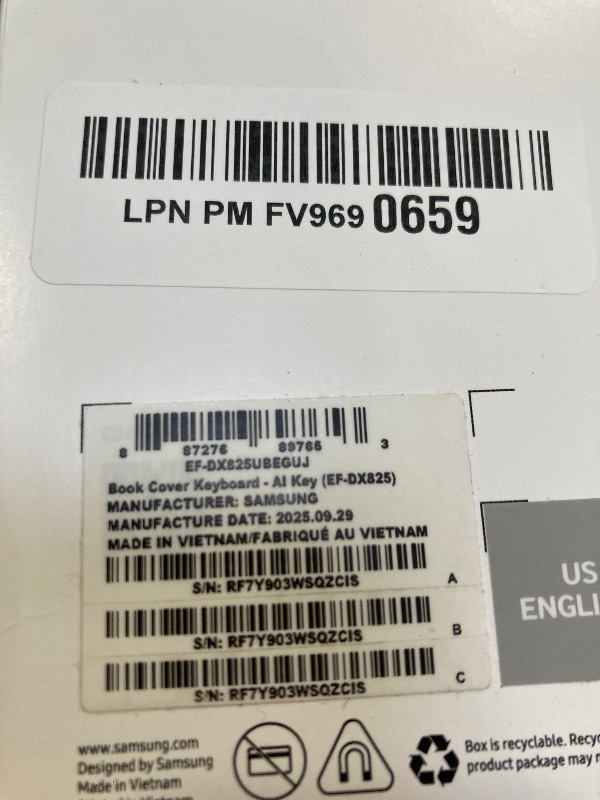 LPN PM FV969 0659
8 87276 89765 3
EF-DX825UBEGUJ
Book Cover Keyboard - AI Key (EF-DX825)
MANUFACTURER: SAMSUNG
MANUFACTURE DATE: 2025.09.29
MADE IN VIETNAM/FABRIQUÉ AU VIETNAM
S/N: RF7Y903WSQZCIS A
S/N: RF7Y903WSQZCIS B
S/N: RF7Y903WSQZCIS C
US
ENGLI
www.samsung.com
Designed by Samsung
Made in Vietnam
Box is recyclable. Recy
product package may